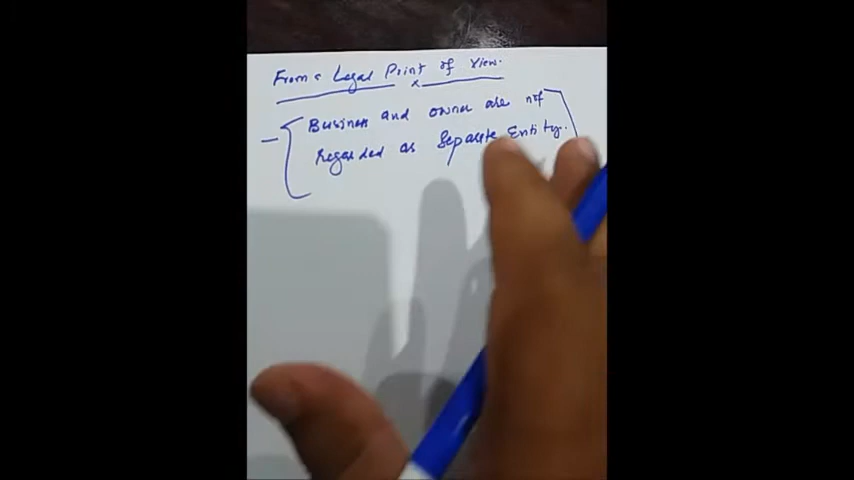 From a Legal Point of View.
Business and owner are not
regarded as Separate Entity.